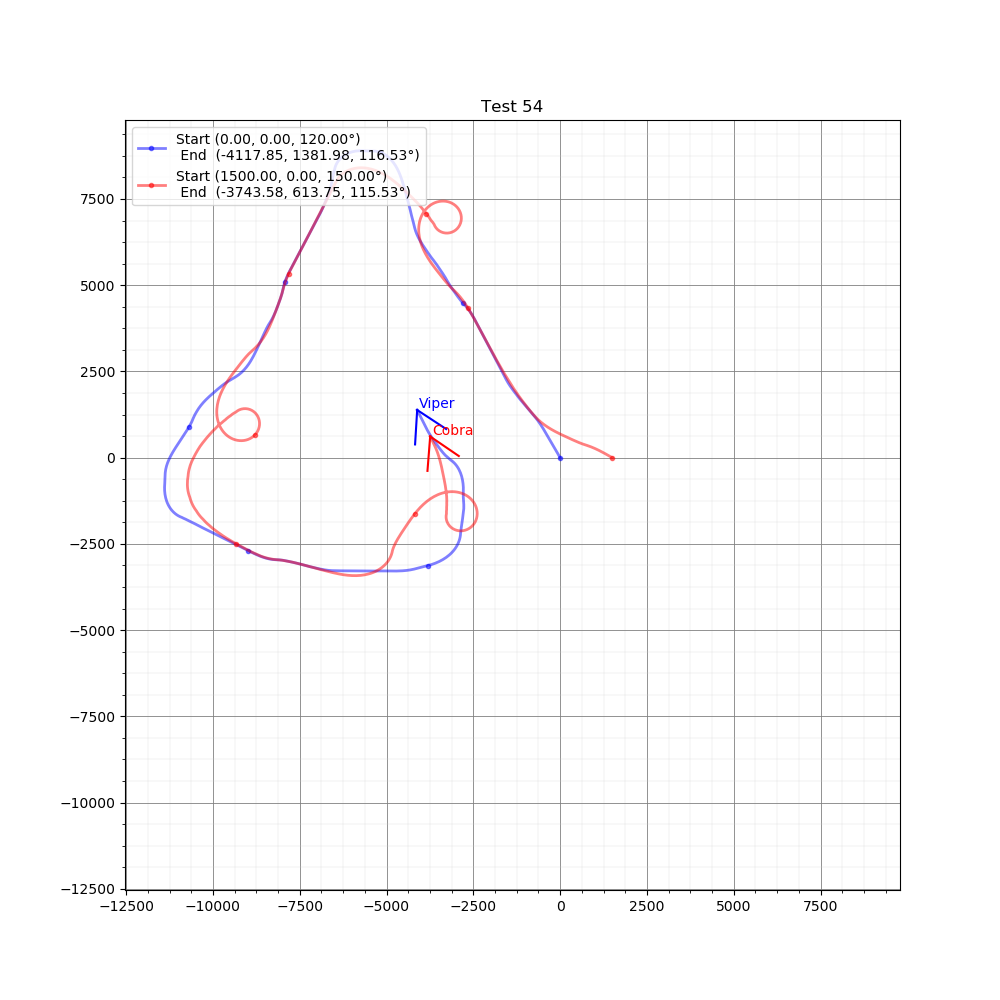 Test 54
Start (0.00, 0.00, 120.00°)
End (-4117.85, 1381.98, 116.53°)
Start (1500.00, 0.00, 150.00°)
End (-3743.58, 613.75, 115.53°)
7500
5000
2500
0
−2500
−5000
−7500
−10000
−12500
Viper
Cobra
−12500 −10000 −7500 −5000 −2500 0 2500 5000 7500